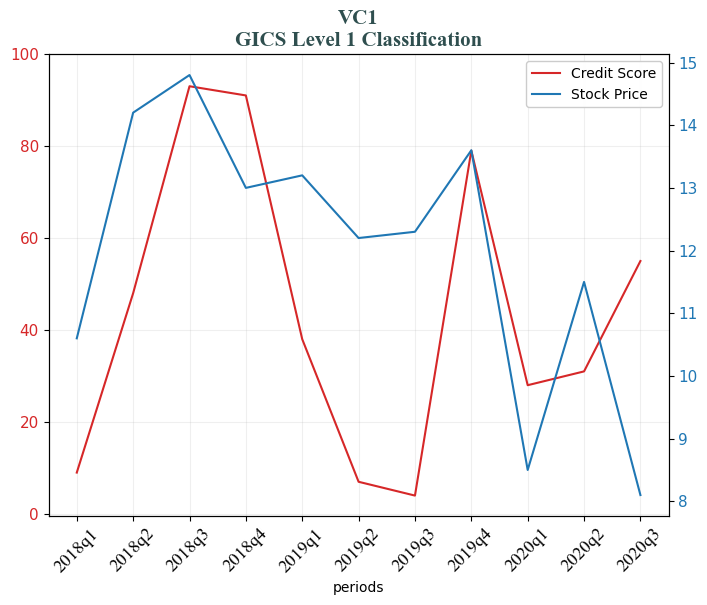 VC1
GICS Level 1 Classification
100
80
60
40
20
0
15
14
13
12
11
10
9
8
Credit Score
Stock Price
2018q1
2018q2
2018q3
2018q4
2019q1
2019q2
2019q3
2019q4
2020q1
2020q2
2020q3
periods